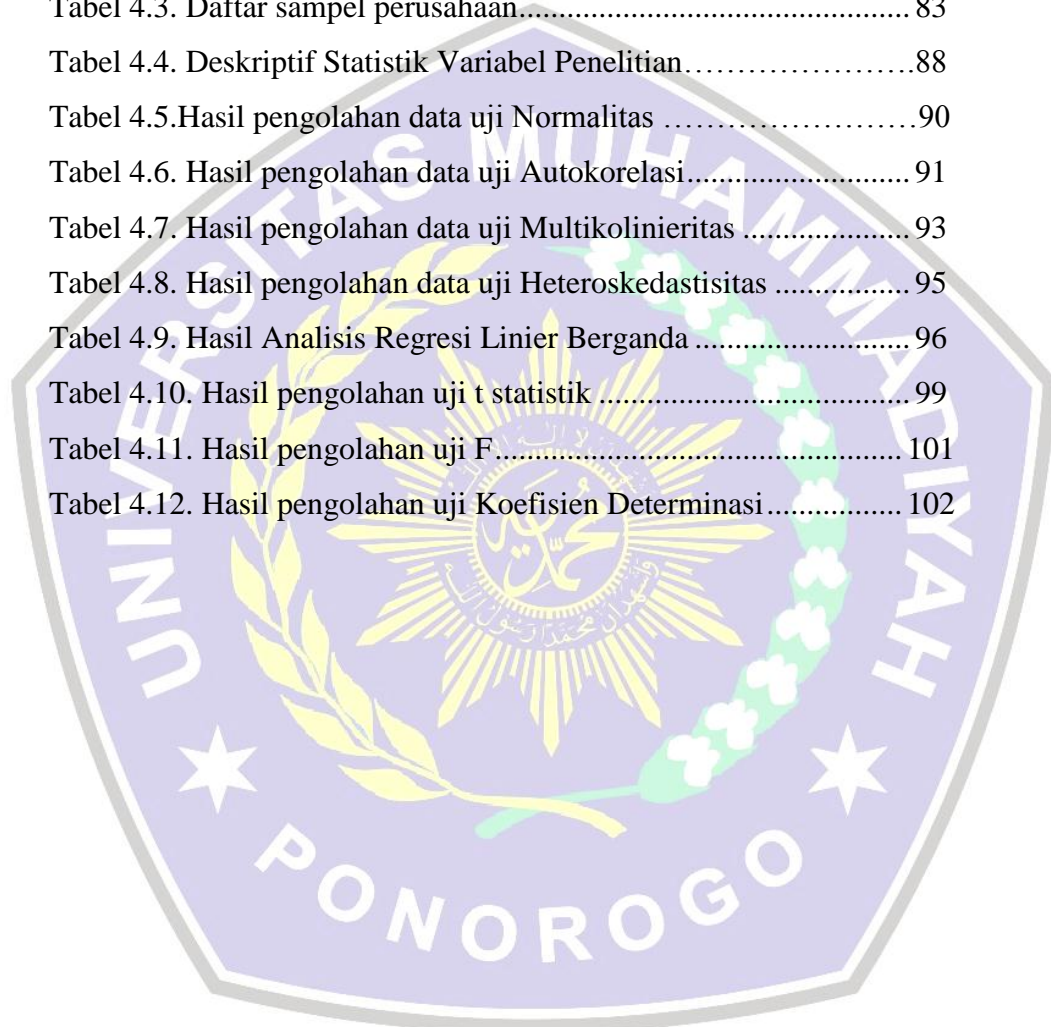 Tabel 4.3. Daftar sampel perusahaan.................................................. 83
Tabel 4.4. Deskriptif Statistik Variabel Penelitian………………….88
Tabel 4.5.Hasil pengolahan data uji Normalitas …………………….90
Tabel 4.6. Hasil pengolahan data uji Autokorelasi............................ 91
Tabel 4.7. Hasil pengolahan data uji Multikolinieritas ..................... 93
Tabel 4.8. Hasil pengolahan data uji Heteroskedastisitas ................. 95
Tabel 4.9. Hasil Analisis Regresi Linier Berganda ........................... 96
Tabel 4.10. Hasil pengolahan uji t statistik ....................................... 99
Tabel 4.11. Hasil pengolahan uji F................................................... 101
Tabel 4.12. Hasil pengolahan uji Koefisien Determinasi................. 102
UNIVERSITAS MUHAMMADIYAH
PONOROGO
محمد